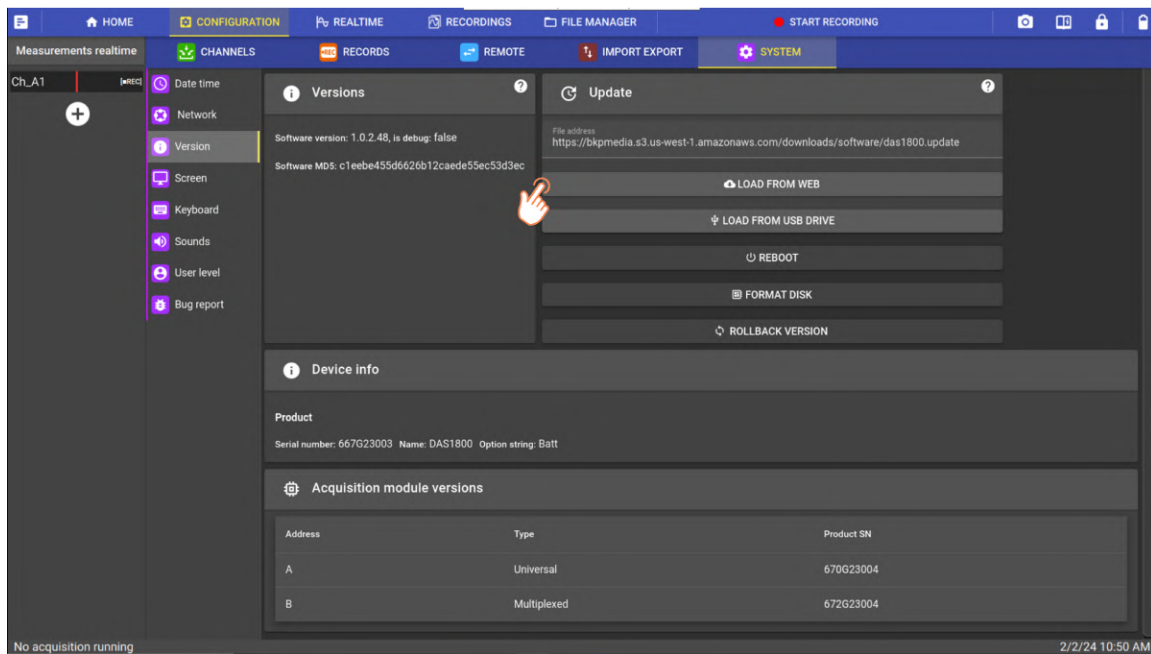 HOME
CONFIGURATION
REALTIME
RECORDINGS
FILE MANAGER
START RECORDING
Measurements realtime
CHANNELS
RECORDS
REMOTE
IMPORT EXPORT
SYSTEM
Ch_A1
[■REC]
Date time
Network
Version
Screen
Keyboard
Sounds
User level
Bug report
Versions
Software version: 1.0.2.48, is debug: false
Software MD5: c1eebe455d6626b12caede55ec53d3ec
Update
File address
https://bkpmedia.s3.us-west-1.amazonaws.com/downloads/software/das1800.update
LOAD FROM WEB
LOAD FROM USB DRIVE
REBOOT
FORMAT DISK
ROLLBACK VERSION
Device info
Product
Serial number: 667G23003 Name: DAS1800 Option string: Batt
Acquisition module versions
Address Type Product SN
A Universal 670G23004
B Multiplexed 672G23004
No acquisition running
2/2/24 10:50 AM